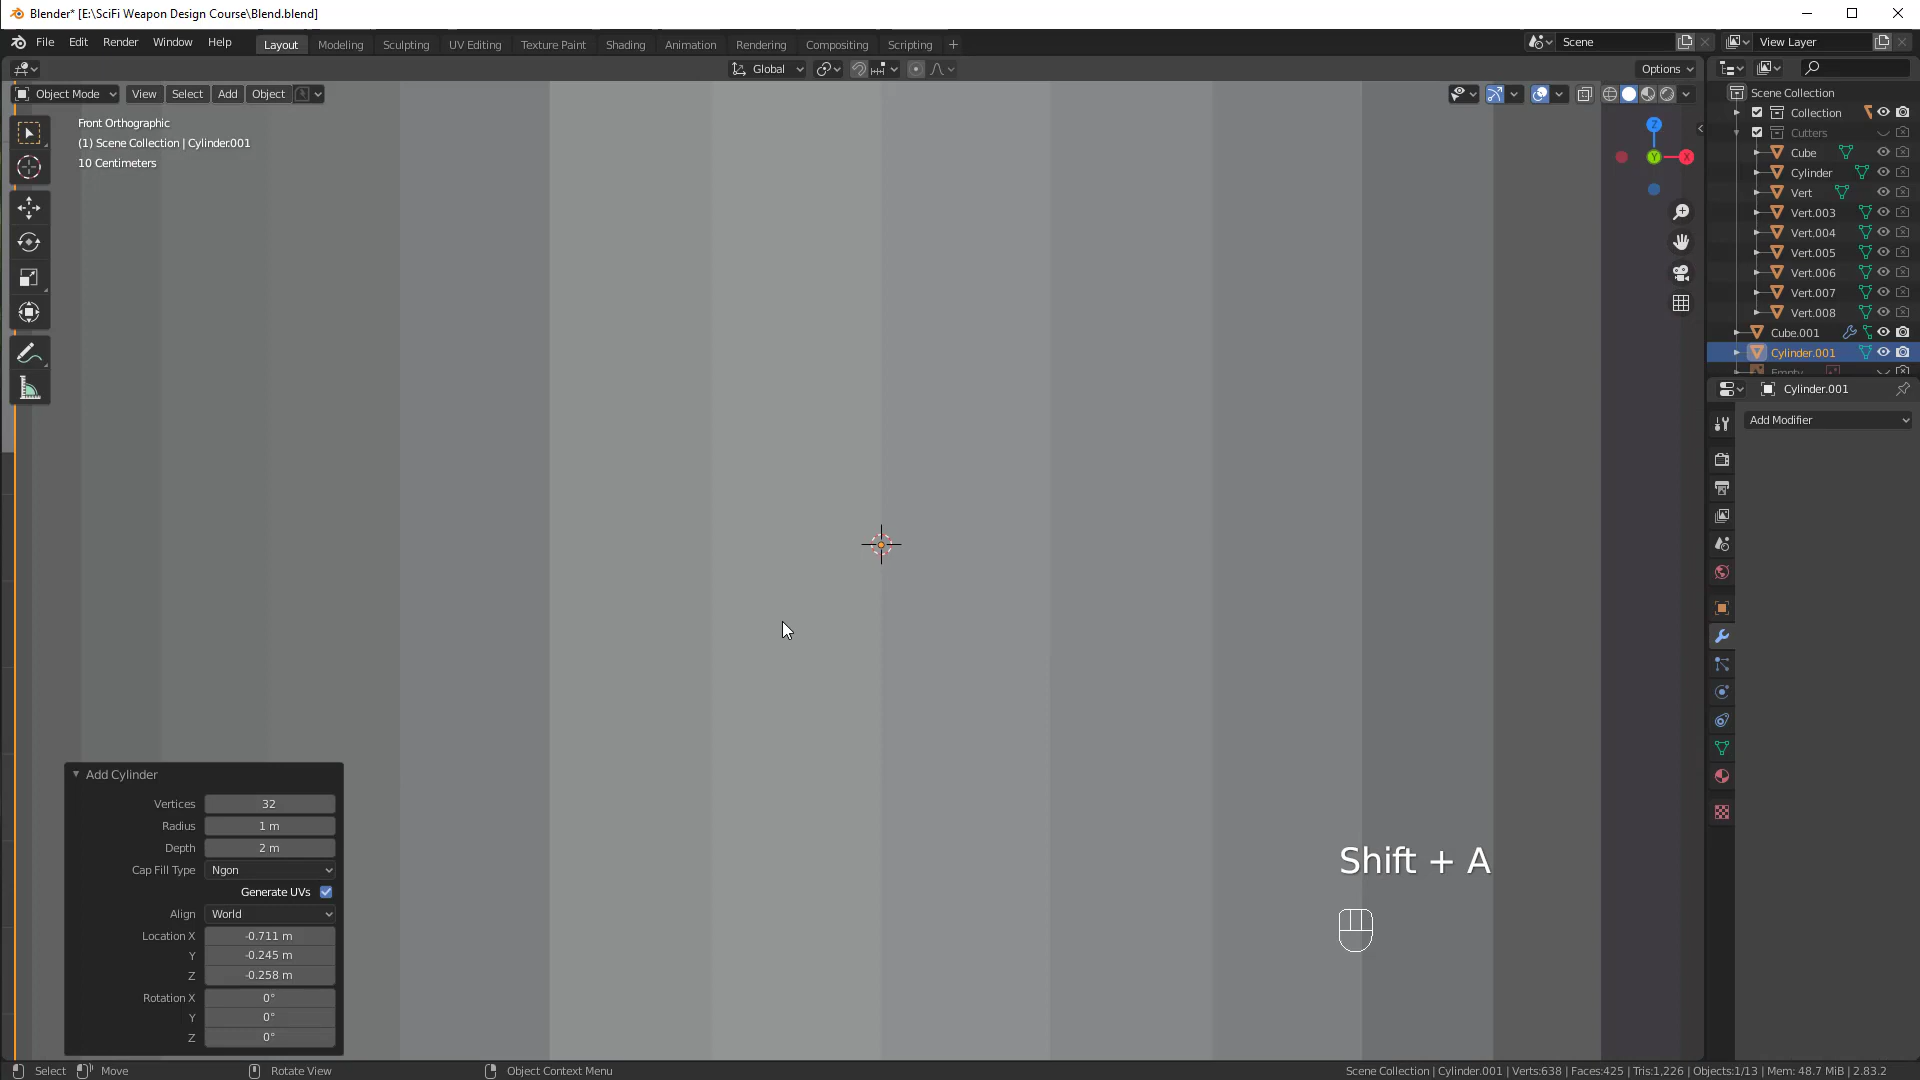 Blender* [E:\SciFi Weapon Design Course\Blend.blend]
File Edit Render Window Help Layout Modeling Sculpting UV Editing Texture Paint Shading Animation Rendering Compositing Scripting + Scene View Layer
Global Options
Object Mode View Select Add Object
Front Orthographic
(1) Scene Collection | Cylinder.001
10 Centimeters
Z
Y
X
Scene Collection
Collection
Cutters
Cube
Cylinder
Vert
Vert.003
Vert.004
Vert.005
Vert.006
Vert.007
Vert.008
Cube.001
Cylinder.001
Empty
Cylinder.001
Add Modifier
Add Cylinder
Vertices 32
Radius 1 m
Depth 2 m
Cap Fill Type Ngon
Generate UVs
Align World
Location X -0.711 m
Y -0.245 m
Z -0.258 m
Rotation X 0°
Y 0°
Z 0°
Shift + A
Select Move Rotate View Object Context Menu Scene Collection | Cylinder.001 | Verts:638 | Faces:425 | Tris:1,226 | Objects:1/13 | Mem: 48.7 MiB | 2.83.2